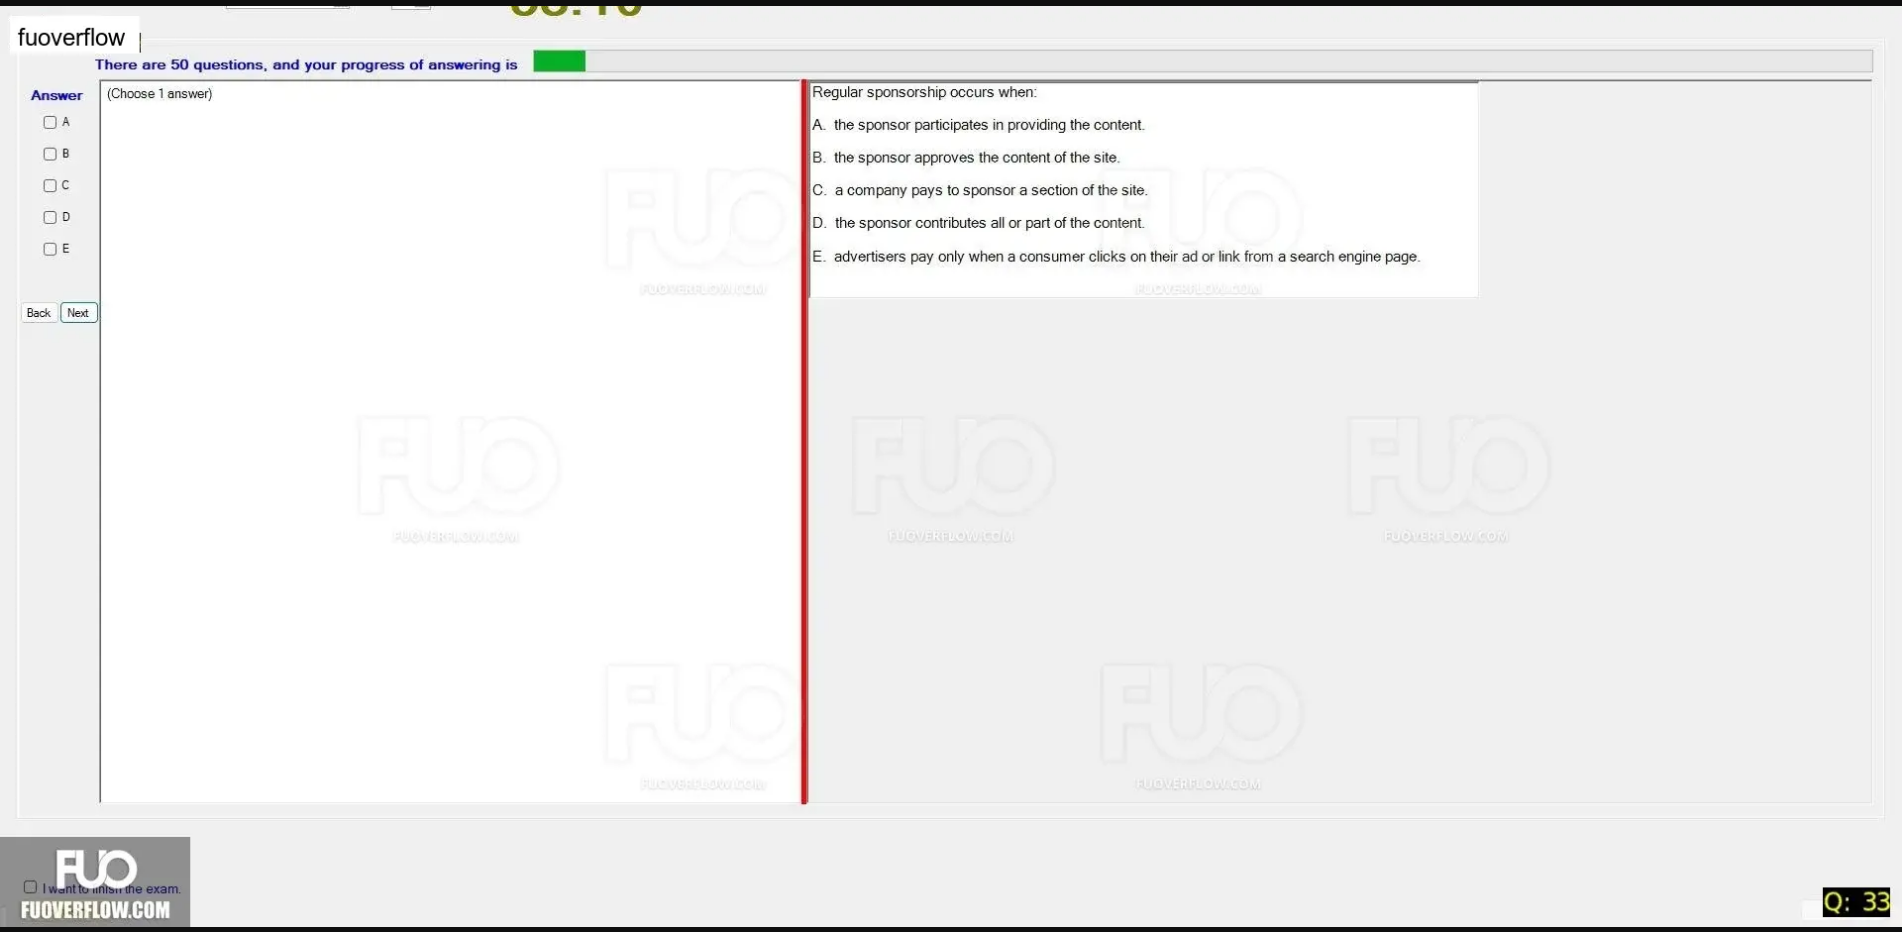 fuoverflow
There are 50 questions, and your progress of answering is
Answer
(Choose 1 answer)
A
B
C
D
E
Back Next
Regular sponsorship occurs when:
A. the sponsor participates in providing the content.
B. the sponsor approves the content of the site.
C. a company pays to sponsor a section of the site.
D. the sponsor contributes all or part of the content.
E. advertisers pay only when a consumer clicks on their ad or link from a search engine page.
FUO
FUOVERFLOW.COM
FUO
FUOVERFLOW.COM
FUO
FUOVERFLOW.COM
FUO
FUOVERFLOW.COM
FUO
FUOVERFLOW.COM
FUO
FUOVERFLOW.COM
FUO
FUOVERFLOW.COM
FUO
I want to finish the exam.
FUOVERFLOW.COM
Q: 33